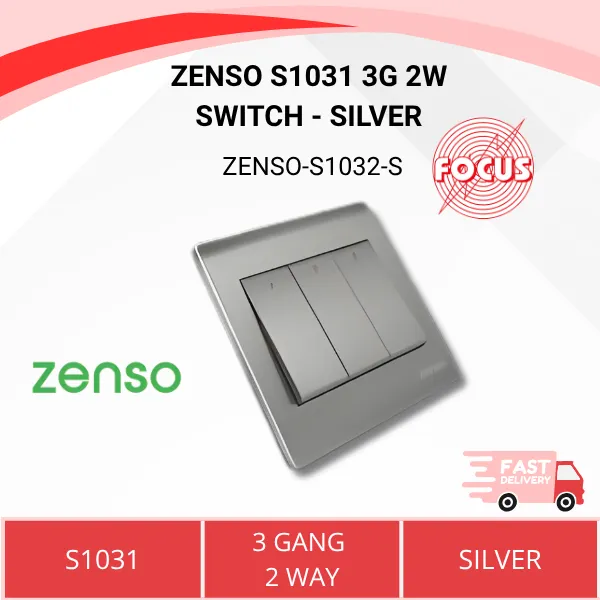 ZENSO S1031 3G 2W
SWITCH - SILVER
ZENSO-S1032-S
FOCUS
zenso
FAST
DELIVERY
S1031
3 GANG
2 WAY
SILVER